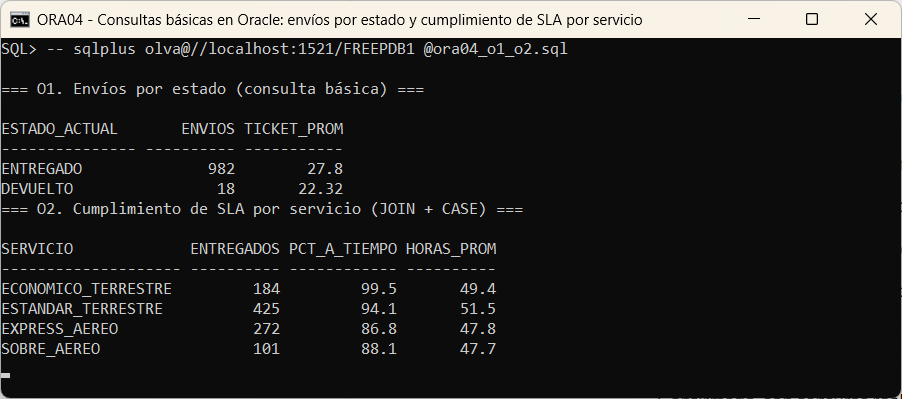 ORA04 - Consultas básicas en Oracle: envíos por estado y cumplimiento de SLA por servicio
SQL> -- sqlplus olva@//localhost:1521/FREEPDB1 @ora04_o1_o2.sql
=== O1. Envíos por estado (consulta básica) ===
ESTADO_ACTUAL       ENVIOS TICKET_PROM
--------------- ---------- -----------
ENTREGADO              982        27.8
DEVUELTO                18       22.32
=== O2. Cumplimiento de SLA por servicio (JOIN + CASE) ===
SERVICIO             ENTREGADOS PCT_A_TIEMPO HORAS_PROM
-------------------- ---------- ------------ ----------
ECONOMICO_TERRESTRE         184         99.5       49.4
ESTANDAR_TERRESTRE          425         94.1       51.5
EXPRESS_AEREO               272         86.8       47.8
SOBRE_AEREO                 101         88.1       47.7